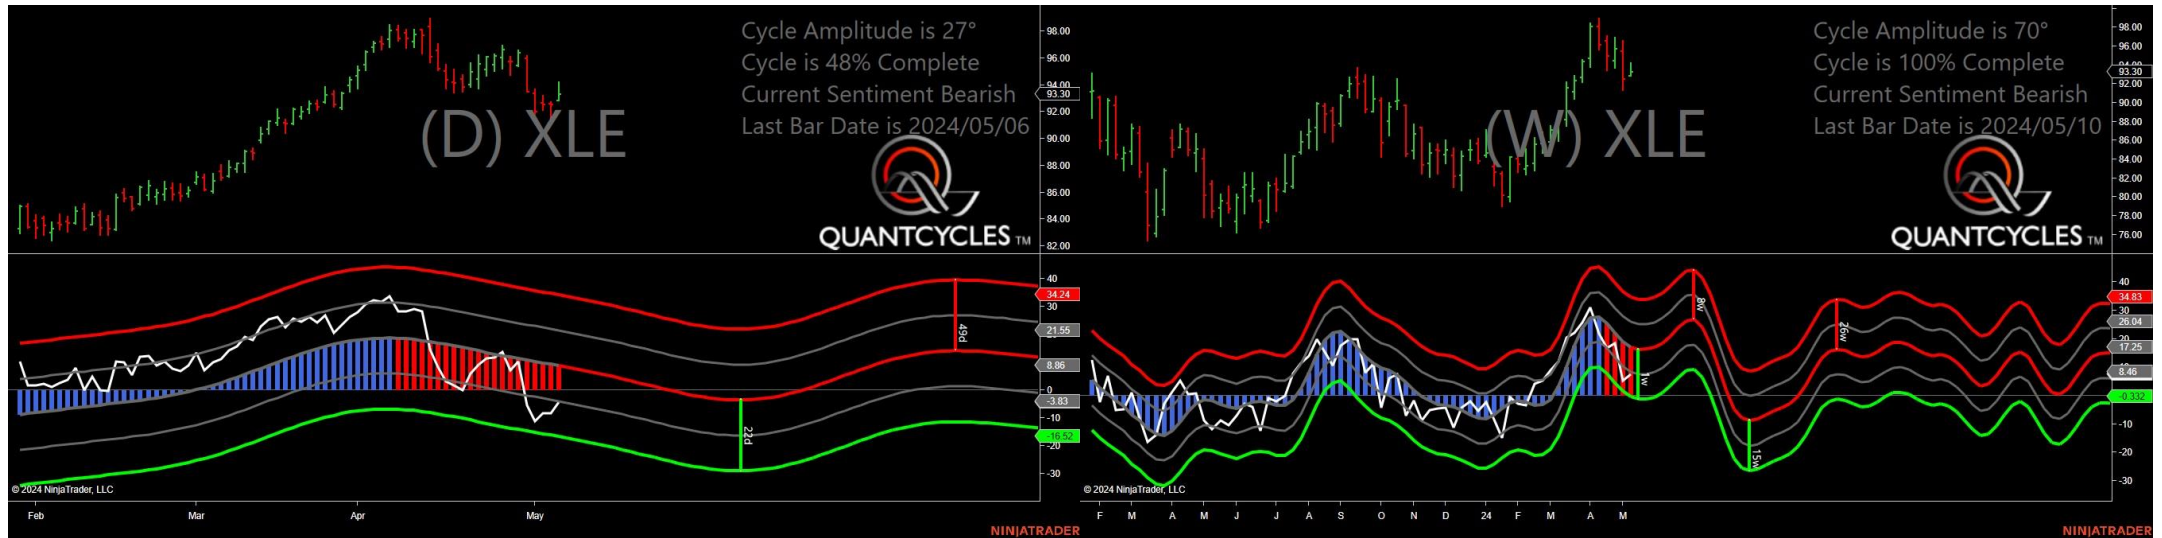 Cycle Amplitude is 27°
Cycle is 48% Complete
Current Sentiment Bearish
Last Bar Date is 2024/05/06
(D) XLE
QUANTCYCLES TM
98.00
96.00
94.00
93.30
92.00
90.00
88.00
86.00
84.00
82.00
40
34.24
30
21.55
8.86
0
-3.83
-10
-16.52
-20
-30
49d
22d
© 2024 NinjaTrader, LLC
Feb Mar Apr May
NINJATRADER
Cycle Amplitude is 70°
Cycle is 100% Complete
Current Sentiment Bearish
Last Bar Date is 2024/05/10
(W) XLE
QUANTCYCLES TM
98.00
96.00
94.00
93.30
92.00
90.00
88.00
86.00
84.00
82.00
80.00
78.00
76.00
40
34.83
30
26.04
20
17.25
8.46
-0.332
-10
-20
-30
8w
26w
1w
15w
© 2024 NinjaTrader, LLC
F M A M J J A S O N D 24 F M A M
NINJATRADER